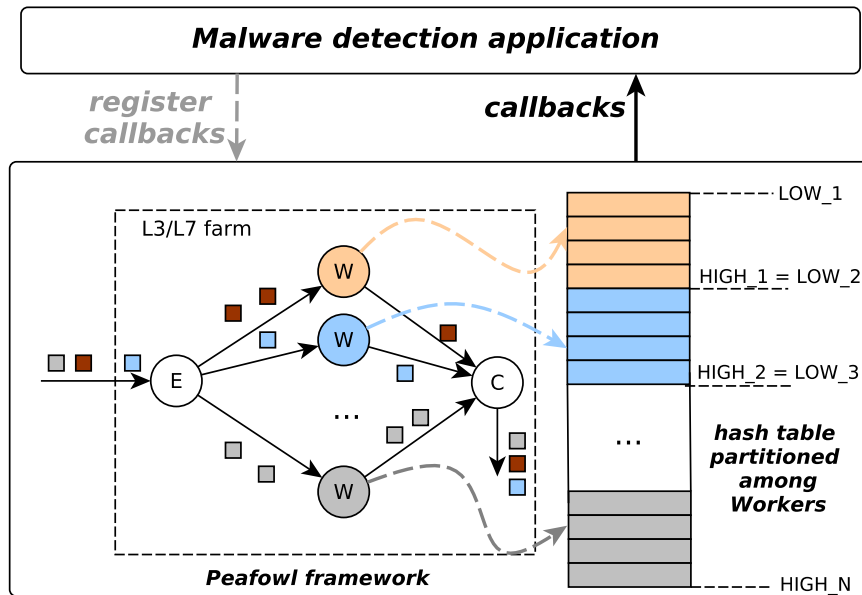 Malware detection application
register
callbacks
callbacks
L3/L7 farm
W
W
E
C
...
W
LOW_1
HIGH_1 = LOW_2
HIGH_2 = LOW_3
...
hash table
partitioned
among
Workers
HIGH_N
Peafowl framework